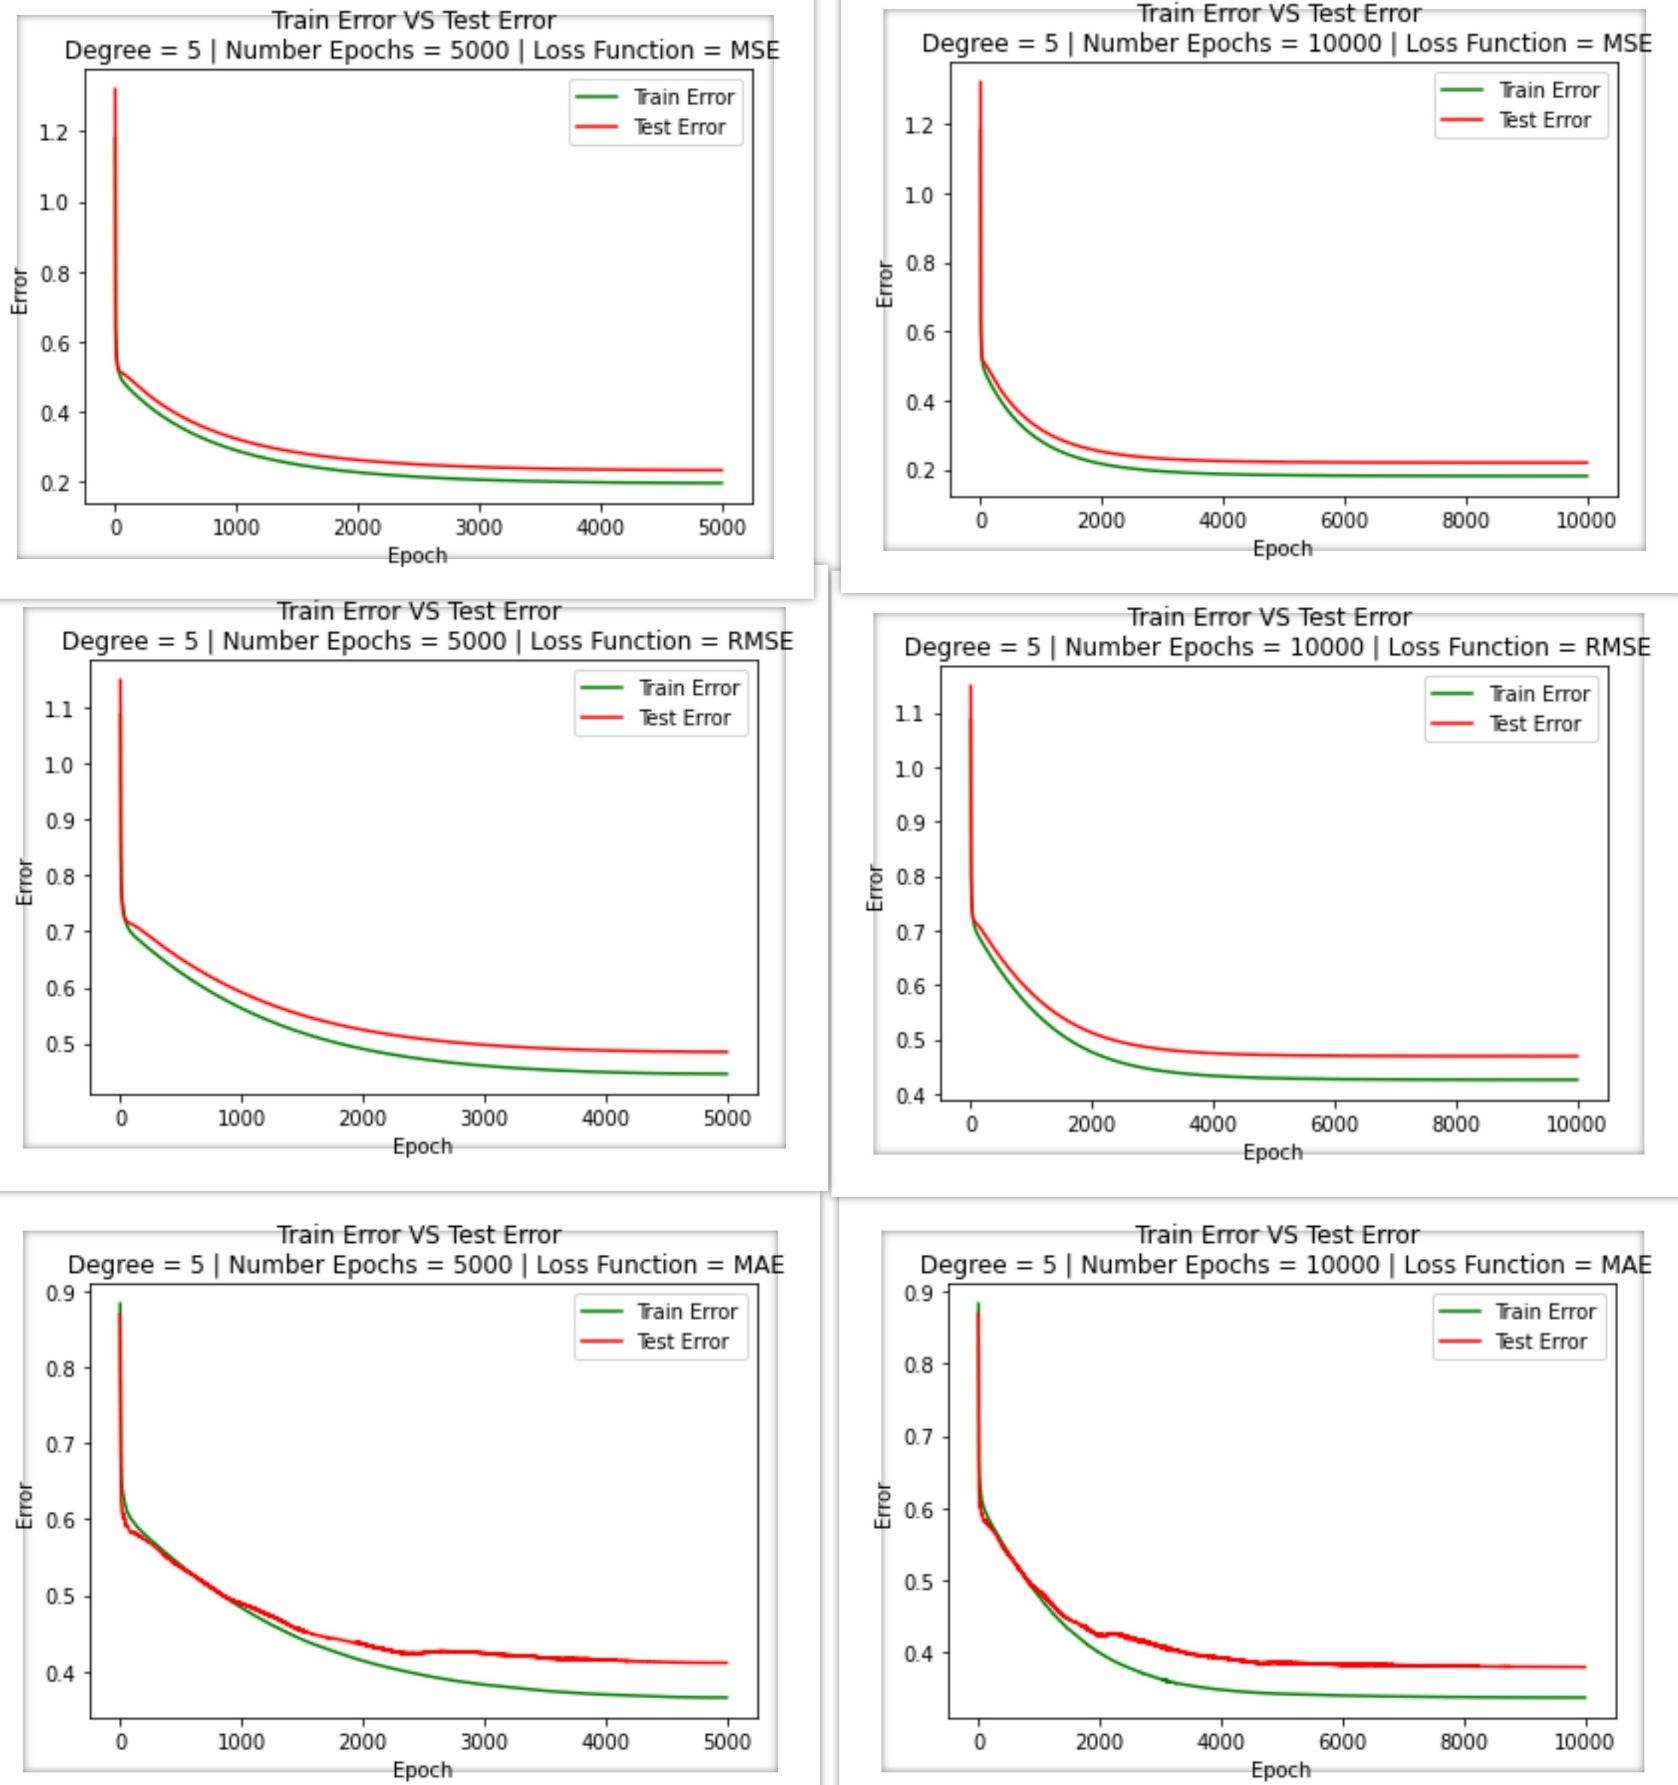 Train Error VS Test Error
Degree = 5 | Number Epochs = 5000 | Loss Function = MSE
Train Error
Test Error
1.2
1.0
0.8
0.6
0.4
0.2
Error
0 1000 2000 3000 4000 5000
Epoch
Train Error VS Test Error
Degree = 5 | Number Epochs = 10000 | Loss Function = MSE
Train Error
Test Error
1.2
1.0
0.8
0.6
0.4
0.2
Error
0 2000 4000 6000 8000 10000
Epoch
Train Error VS Test Error
Degree = 5 | Number Epochs = 5000 | Loss Function = RMSE
Train Error
Test Error
1.1
1.0
0.9
0.8
0.7
0.6
0.5
Error
0 1000 2000 3000 4000 5000
Epoch
Train Error VS Test Error
Degree = 5 | Number Epochs = 10000 | Loss Function = RMSE
Train Error
Test Error
1.1
1.0
0.9
0.8
0.7
0.6
0.5
0.4
Error
0 2000 4000 6000 8000 10000
Epoch
Train Error VS Test Error
Degree = 5 | Number Epochs = 5000 | Loss Function = MAE
Train Error
Test Error
0.9
0.8
0.7
0.6
0.5
0.4
Error
0 1000 2000 3000 4000 5000
Epoch
Train Error VS Test Error
Degree = 5 | Number Epochs = 10000 | Loss Function = MAE
Train Error
Test Error
0.9
0.8
0.7
0.6
0.5
0.4
Error
0 2000 4000 6000 8000 10000
Epoch